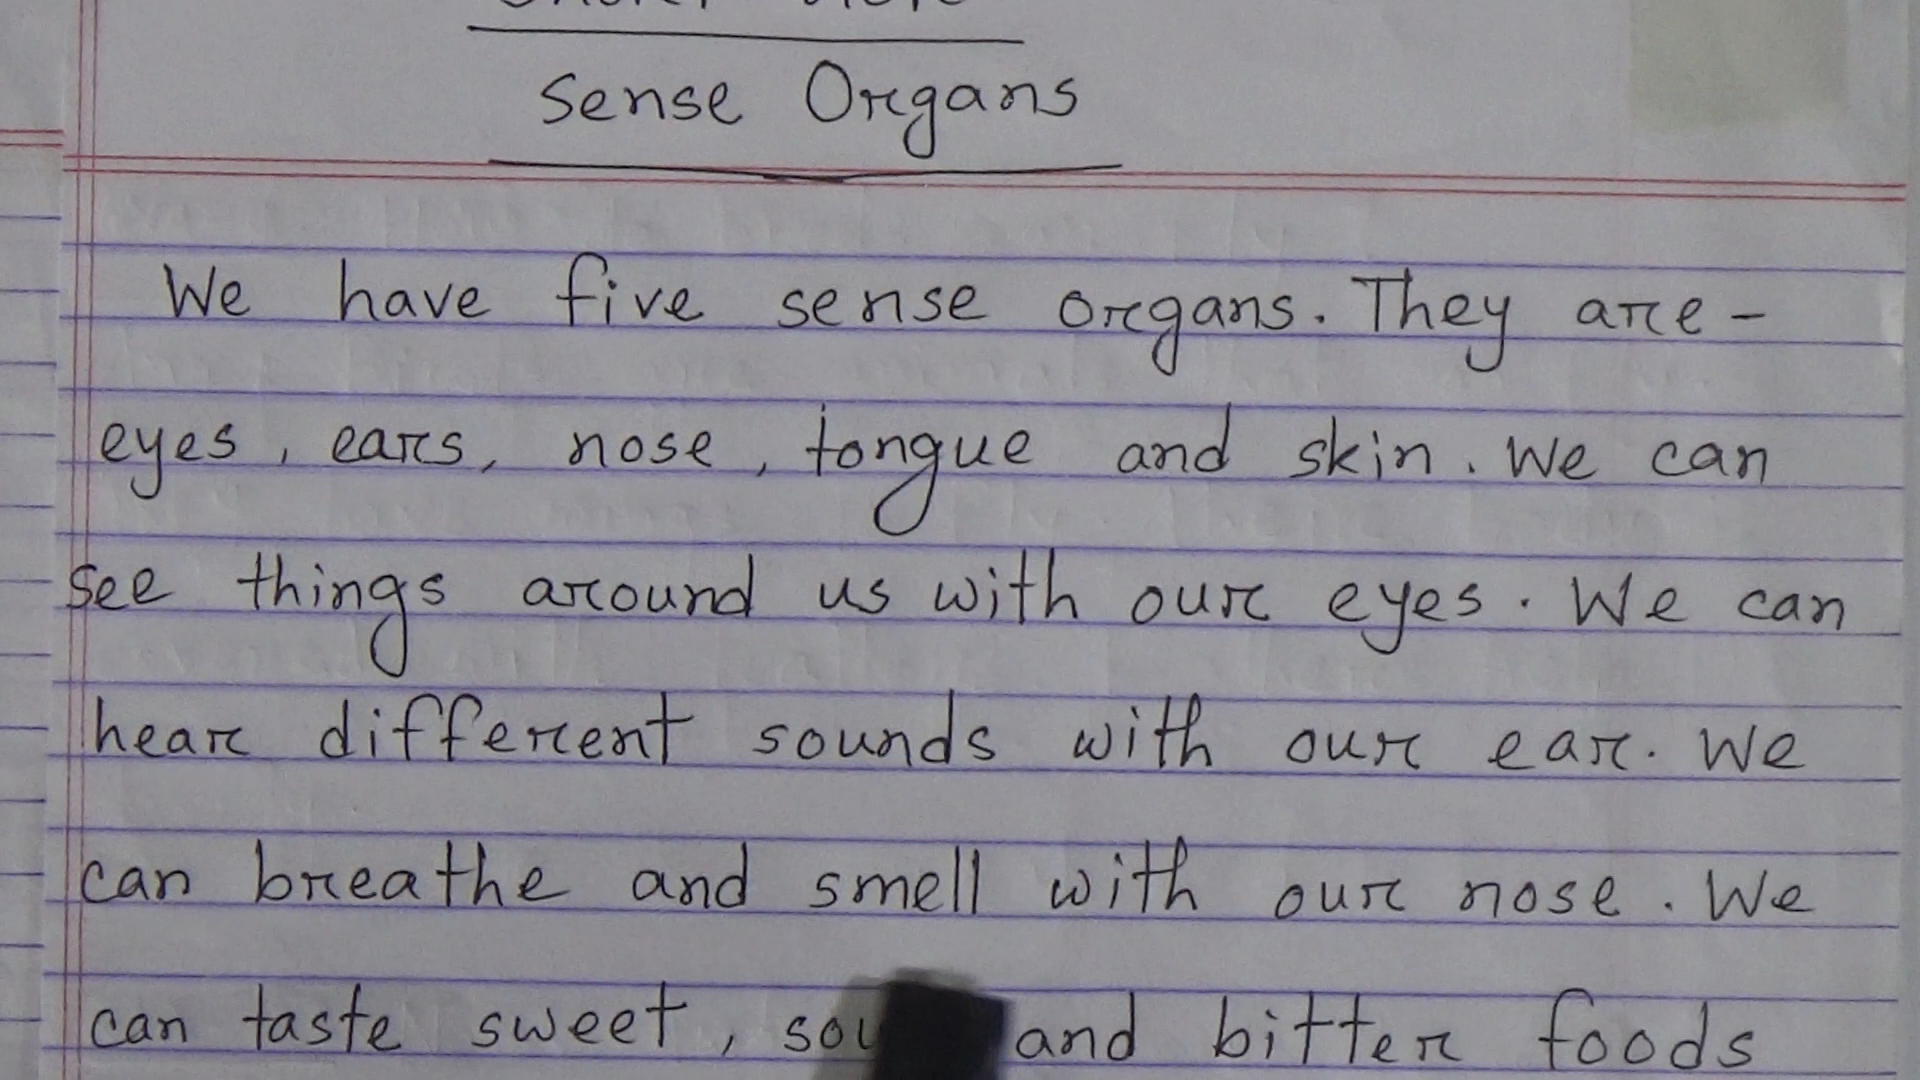 Sense Organs
We have five sense organs. They are -
eyes, ears, nose, tongue and skin. We can
see things around us with our eyes. We can
hear different sounds with our ear. We
can breathe and smell with our nose. We
can taste sweet, and bitter foods